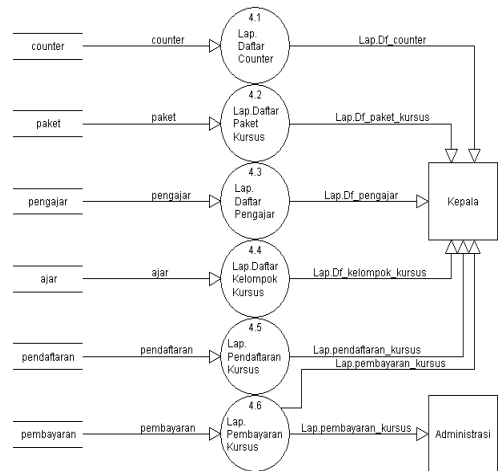 4.1
counter
counter
Lap.
Daftar
Counter
Lap.Df_counter
4.2
paket
paket
Lap.Daftar
Paket
Kursus
Lap.Df_paket_kursus
4.3
pengajar
pengajar
Lap.
Daftar
Pengajar
Lap.Df_pengajar
Kepala
4.4
ajar
ajar
Lap.Daftar
Kelompok
Kursus
Lap.Df_kelompok_kursus
4.5
pendaftaran
pendaftaran
Lap.
Pendaftaran
Kursus
Lap.pendaftaran_kursus
Lap.pembayaran_kursus
4.6
pembayaran
pembayaran
Lap.
Pembayaran
Kursus
Lap.pembayaran_kursus
Administrasi